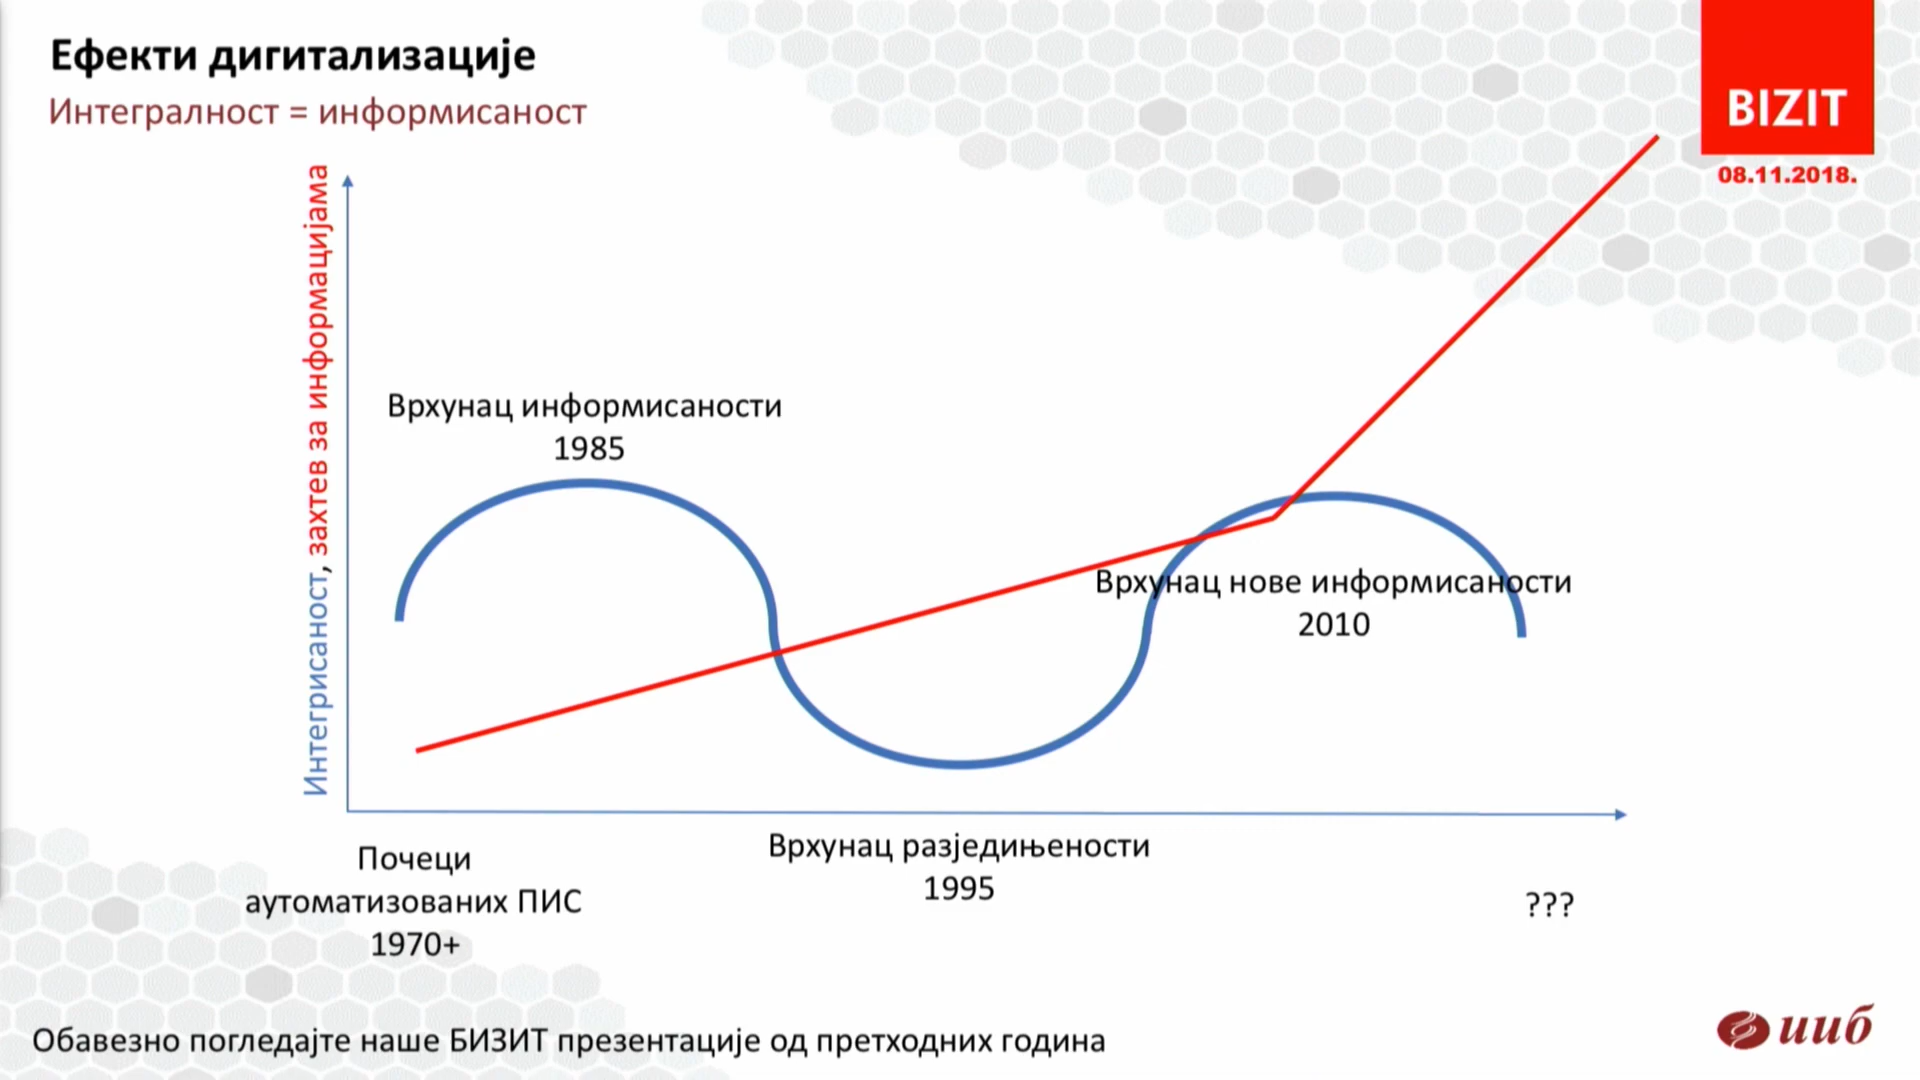 Ефекти дигитализације
Интегралност = информисаност
BIZIT
08.11.2018.
Интегрисаност, захтев за информацијама
Врхунац информисаности
1985
Врхунац нове информисаности
2010
Почеци
аутоматизованих ПИС
1970+
Врхунац разједињености
1995
???
Обавезно погледајте наше БИЗИТ презентације од претходних година
ииб